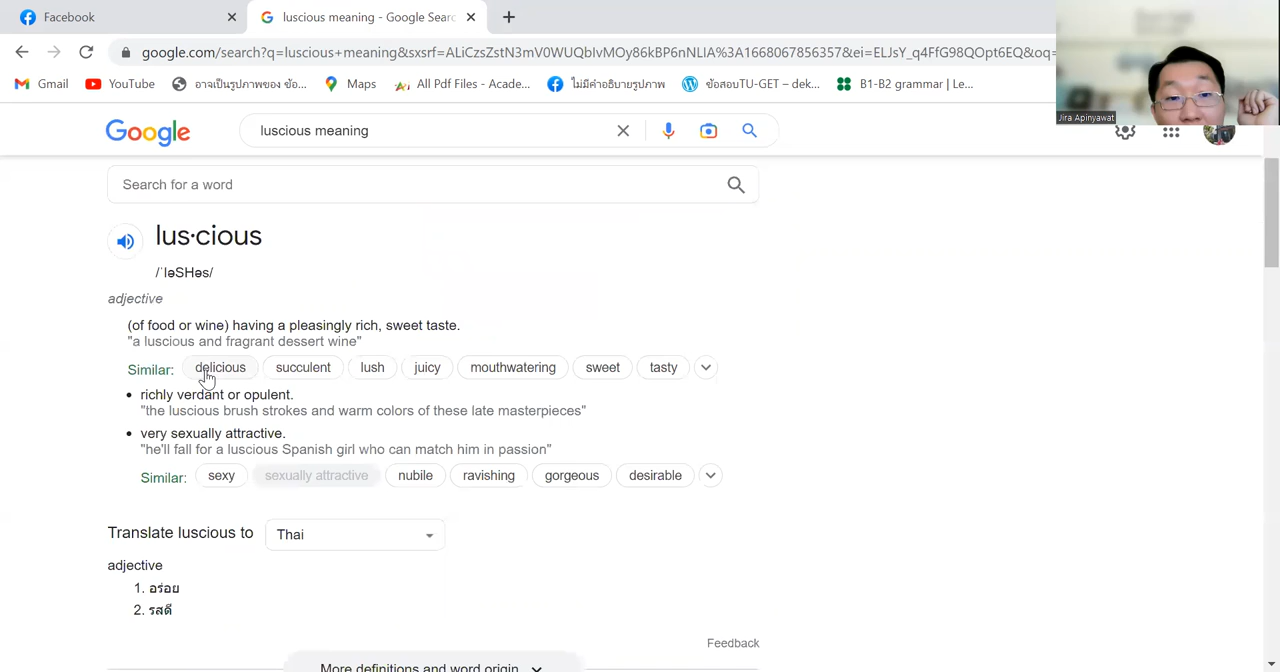 Facebook
luscious meaning - Google Searc
google.com/search?q=luscious+meaning&sxsrf=ALiCzsZstN3mV0WUQbIvMOy86kBP6nNLIA%3A1668067856357&ei=ELJsY_q4FfG98QOpt6EQ&oq=
Gmail
YouTube
อาจเป็นรูปภาพของ ข้อ...
Maps
All Pdf Files - Acade...
ไม่มีคำอธิบายรูปภาพ
ข้อสอบTU-GET – dek...
B1-B2 grammar | Le...
Jira Apinyawat
Google
luscious meaning
Search for a word
lus·cious
/ˈləSHəs/
adjective
(of food or wine) having a pleasingly rich, sweet taste.
"a luscious and fragrant dessert wine"
Similar: delicious succulent lush juicy mouthwatering sweet tasty
• richly verdant or opulent.
"the luscious brush strokes and warm colors of these late masterpieces"
• very sexually attractive.
"he'll fall for a luscious Spanish girl who can match him in passion"
Similar: sexy sexually attractive nubile ravishing gorgeous desirable
Translate luscious to Thai
adjective
1. อร่อย
2. รสดี
Feedback
More definitions and word origin